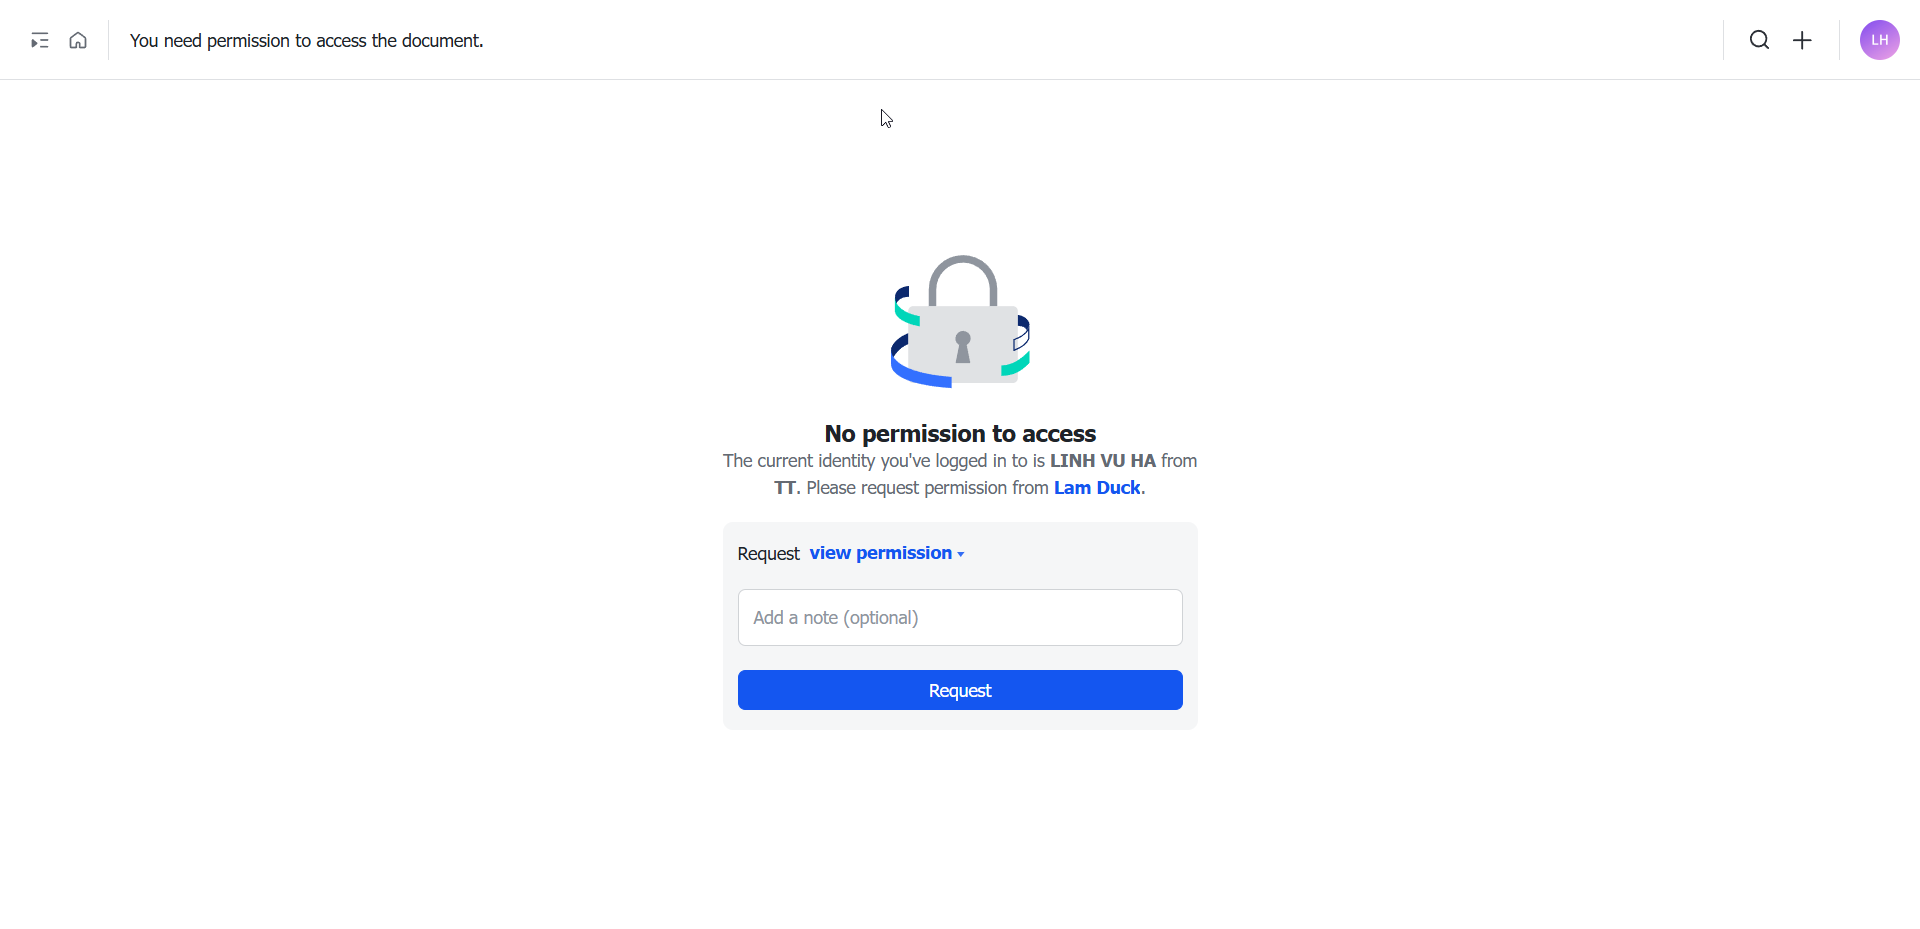 You need permission to access the document.
LH
No permission to access
The current identity you've logged in to is LINH VU HA from
TT. Please request permission from Lam Duck.
Request view permission
Add a note (optional)
Request